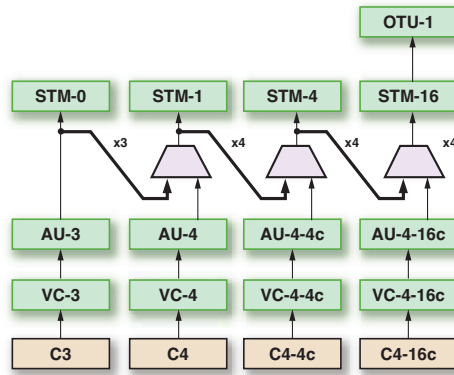 OTU-1
STM-0 STM-1 STM-4 STM-16
x3 x4 x4 x4
AU-3 AU-4 AU-4-4c AU-4-16c
VC-3 VC-4 VC-4-4c VC-4-16c
C3 C4 C4-4c C4-16c